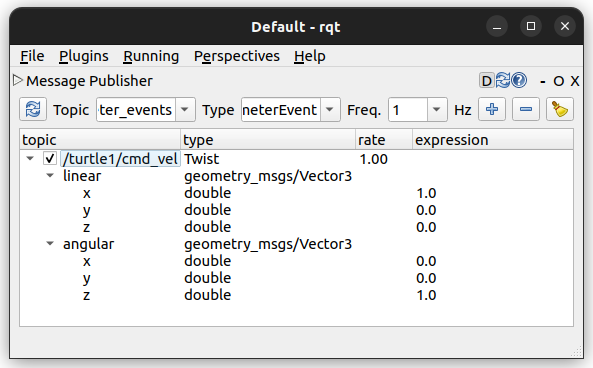 Default - rqt
File Plugins Running Perspectives Help
Message Publisher D - O X
Topic ter_events Type neterEvent Freq. 1 Hz
topic type rate expression
/turtle1/cmd_vel Twist 1.00
linear geometry_msgs/Vector3
x double 1.0
y double 0.0
z double 0.0
angular geometry_msgs/Vector3
x double 0.0
y double 0.0
z double 1.0